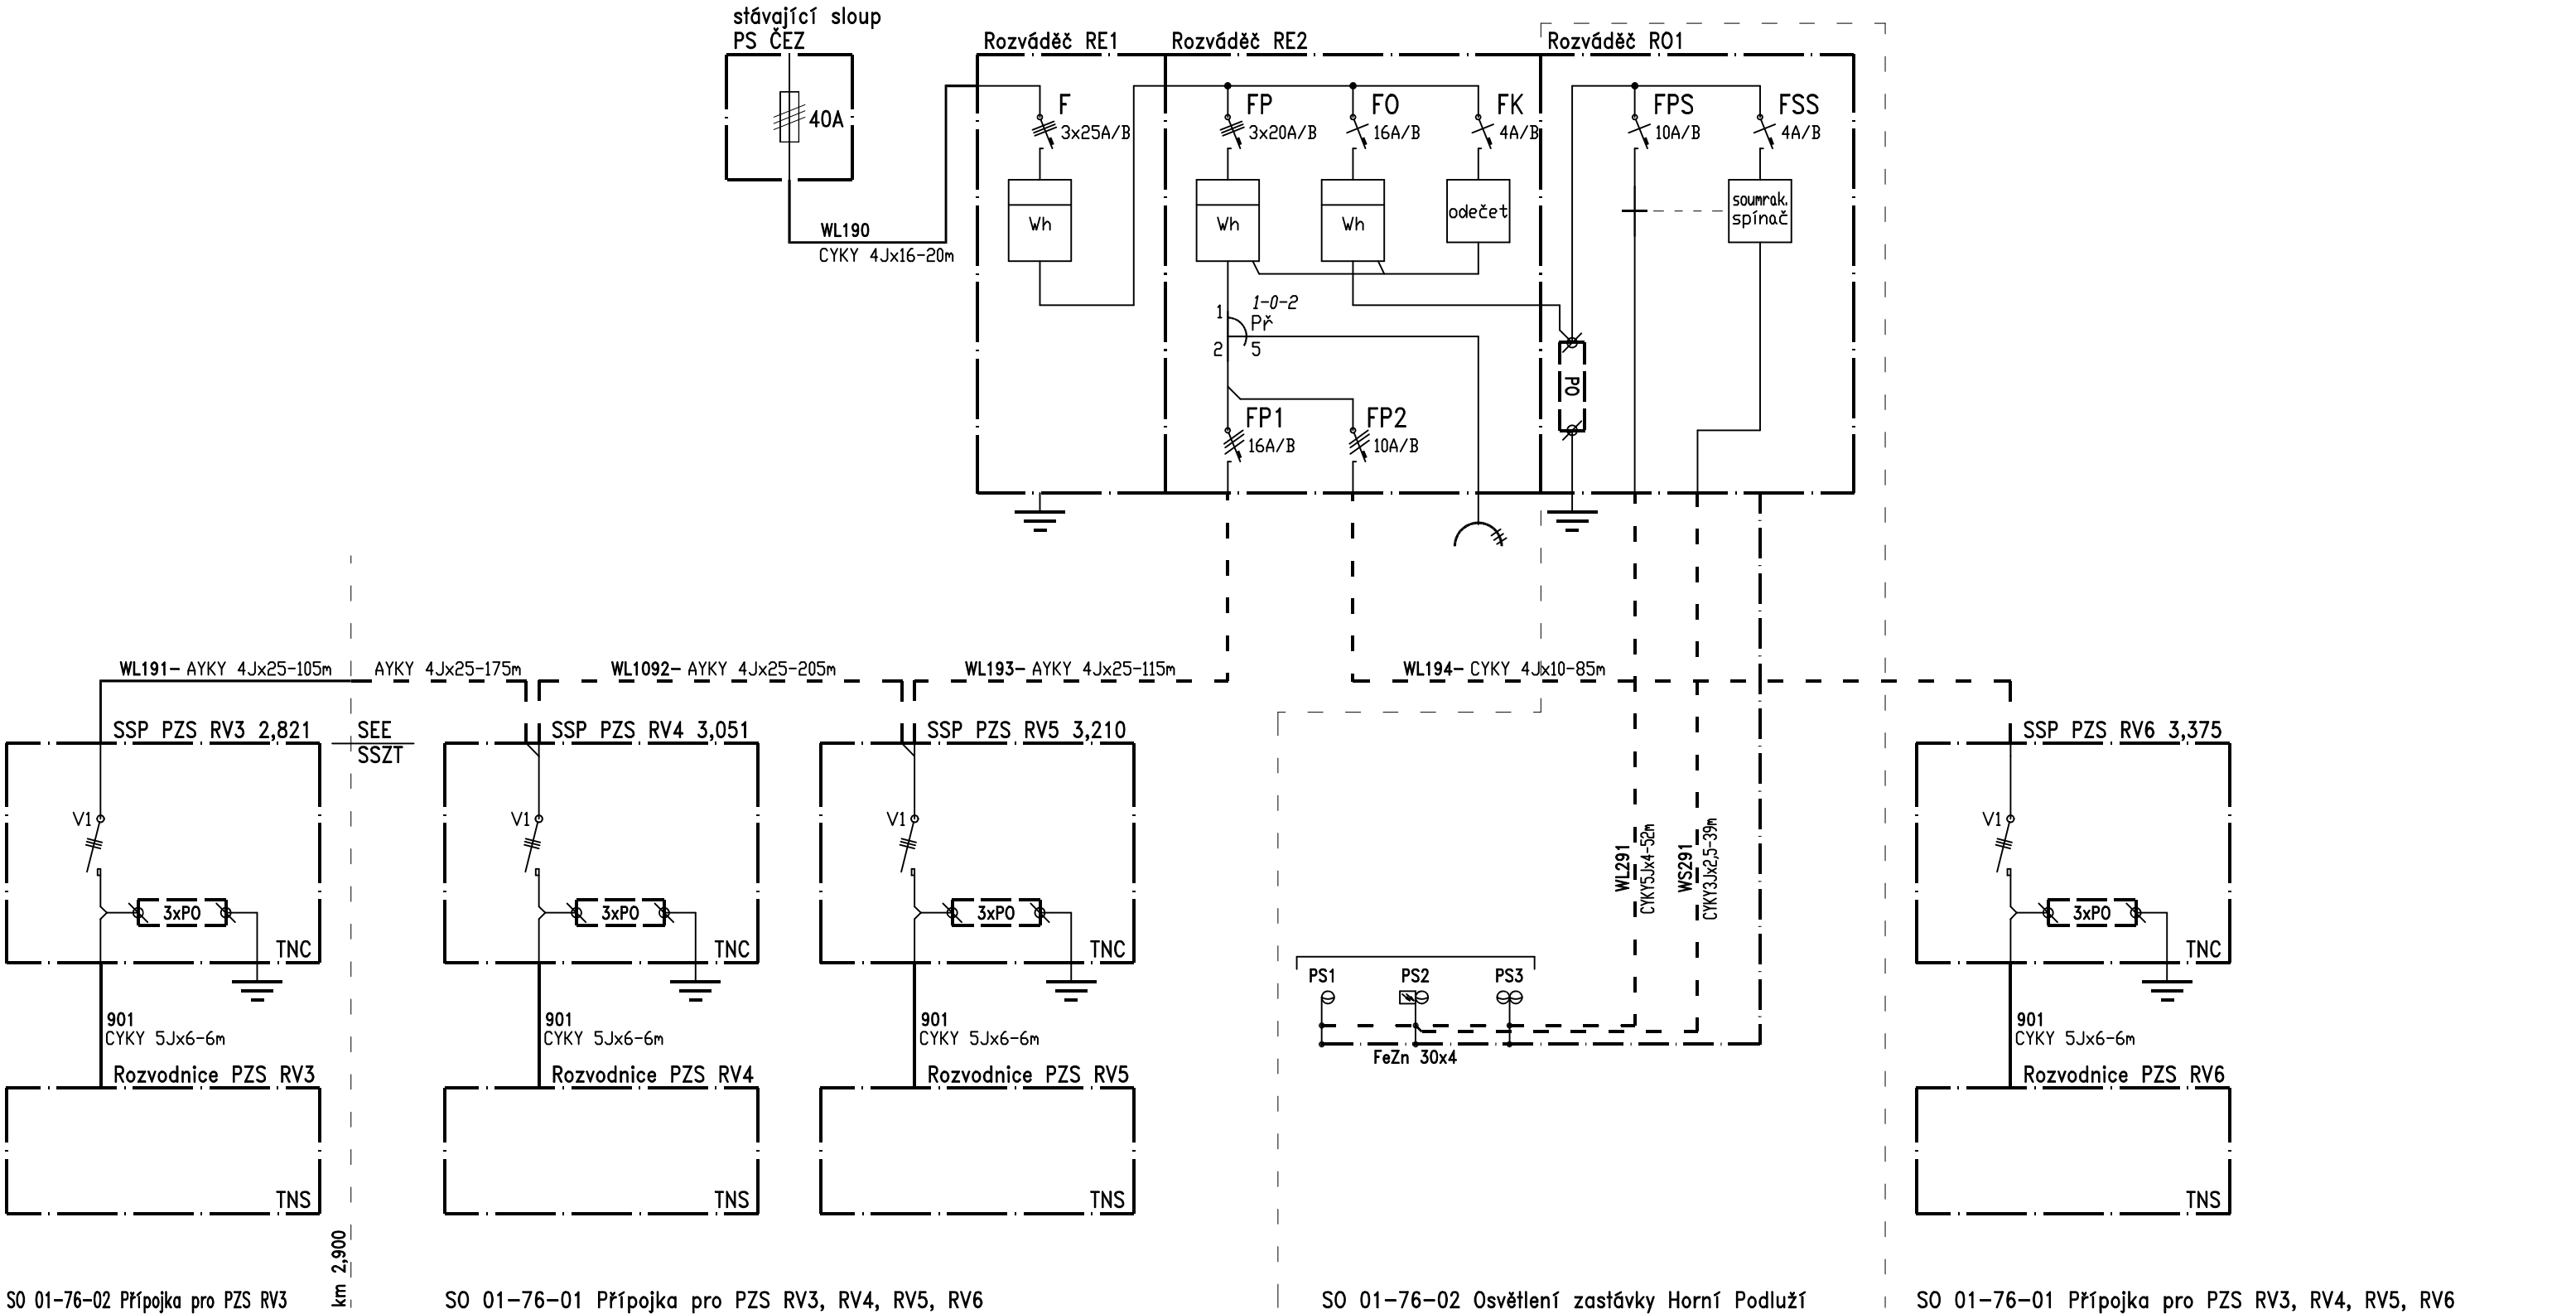 stávající sloup
PS ČEZ
40A
WL190
CYKY 4Jx16-20m
Rozváděč RE1
F
3x25A/B
Wh
Rozváděč RE2
FP
3x20A/B
Wh
FO
16A/B
Wh
FK
4A/B
odečet
1-0-2
1
Př
2
5
FP1
16A/B
FP2
10A/B
Rozváděč RO1
FPS
10A/B
FSS
4A/B
soumrak.
spínač
PO
WL191- AYKY 4Jx25-105m
AYKY 4Jx25-175m
WL1092- AYKY 4Jx25-205m
WL193- AYKY 4Jx25-115m
WL194- CYKY 4Jx10-85m
SSP PZS RV3 2,821
V1
3xPO
TNC
901
CYKY 5Jx6-6m
Rozvodnice PZS RV3
TNS
SEE
SSZT
km 2,900
SSP PZS RV4 3,051
V1
3xPO
TNC
901
CYKY 5Jx6-6m
Rozvodnice PZS RV4
TNS
SSP PZS RV5 3,210
V1
3xPO
TNC
901
CYKY 5Jx6-6m
Rozvodnice PZS RV5
TNS
WL291
CYKY5Jx4-52m
WS291
CYKY3Jx2,5-39m
PS1
PS2
PS3
FeZn 30x4
SSP PZS RV6 3,375
V1
3xPO
TNC
901
CYKY 5Jx6-6m
Rozvodnice PZS RV6
TNS
SO 01-76-02 Přípojka pro PZS RV3
SO 01-76-01 Přípojka pro PZS RV3, RV4, RV5, RV6
SO 01-76-02 Osvětlení zastávky Horní Podluží
SO 01-76-01 Přípojka pro PZS RV3, RV4, RV5, RV6